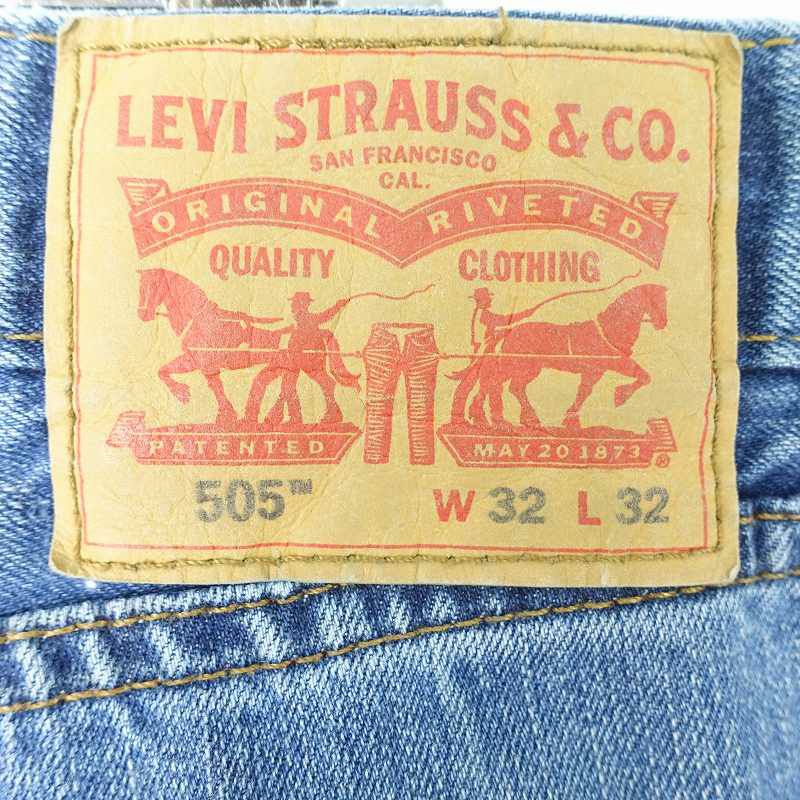 LEVI STRAUSS & CO.
SAN FRANCISCO
CAL.
ORIGINAL RIVETED
QUALITY CLOTHING
PATENTED MAY 20 1873 ®
505™ W 32 L 32